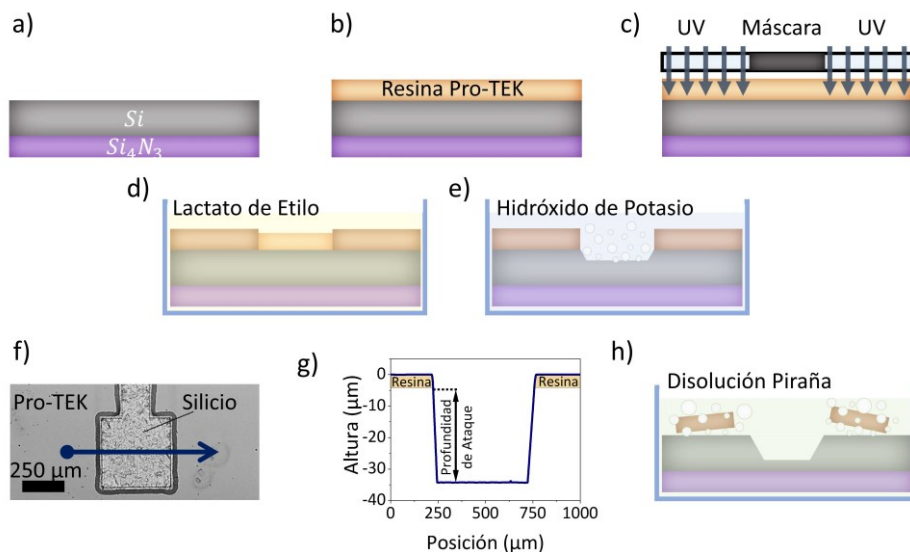 a)
Si
Si₄N₃
b)
Resina Pro-TEK
c)
UV Máscara UV
d)
Lactato de Etilo
e)
Hidróxido de Potasio
f)
Pro-TEK
Silicio
250 µm
g)
Altura (µm)
0
-10
-20
-30
-40
Resina
Resina
Profundidad
de Ataque
0 250 500 750 1000
Posición (µm)
h)
Disolución Piraña